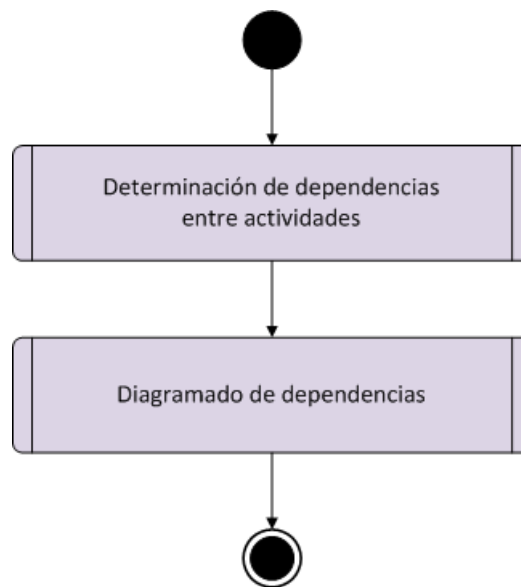 Determinación de dependencias
entre actividades
Diagramado de dependencias